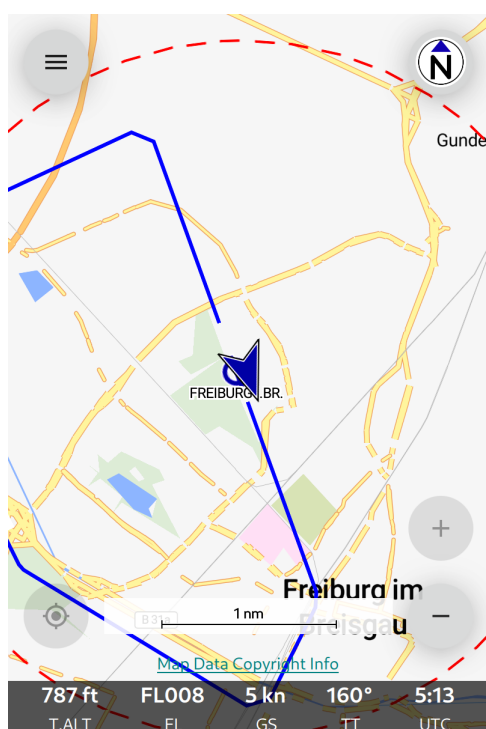 N
Gunde
FREIBURG I.BR.
Freiburg im
Breisgau
B 31a
1 nm
Map Data Copyright Info
787 ft FL008 5 kn 160° 5:13
T.ALT FL GS TT UTC